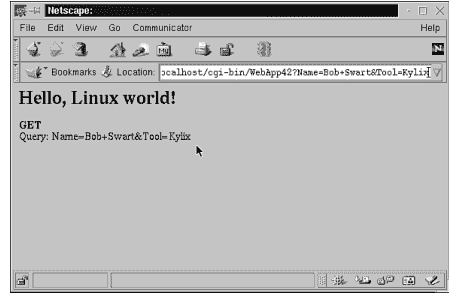 Netscape:
File Edit View Go Communicator Help
N
Bookmarks Location: ocalhost/cgi-bin/WebApp42?Name=Bob+Swart&Tool=Kylix
Hello, Linux world!
GET
Query: Name=Bob+Swart&Tool=Kylix